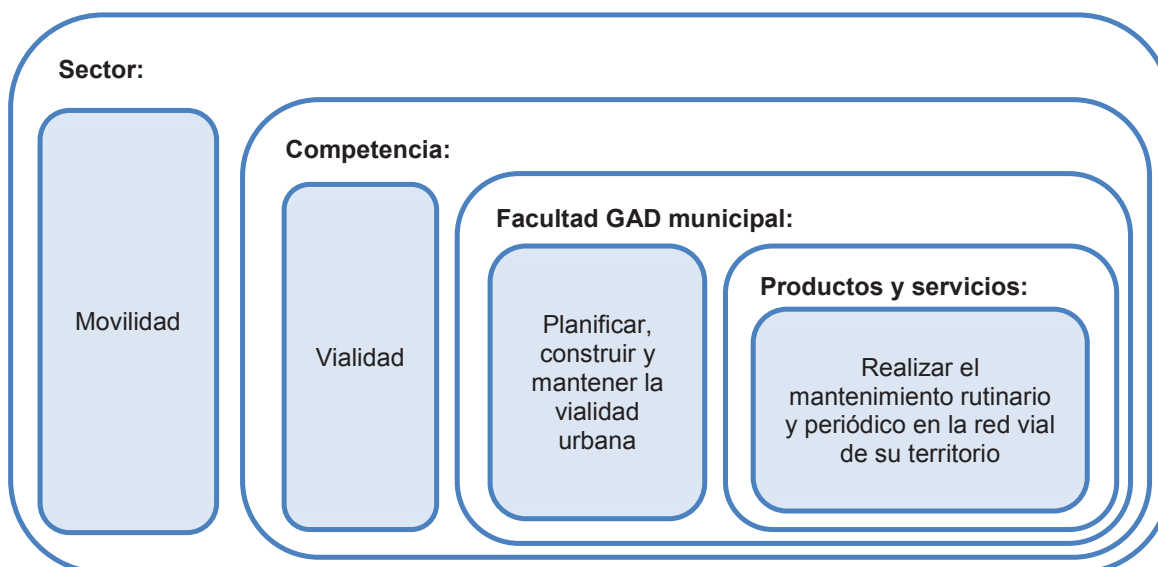 Sector:
Movilidad
Competencia:
Vialidad
Facultad GAD municipal:
Planificar,
construir y
mantener la
vialidad
urbana
Productos y servicios:
Realizar el
mantenimiento rutinario
y periódico en la red vial
de su territorio